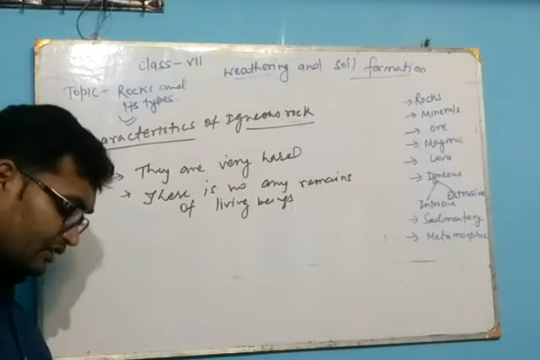 class-VII
weathering and soil formation
Topic- Rocks and
its types.
aracteristics of Igneous rock
→ They are very hard
→ There is no any remains
of living beings
→ Rocks
→ Minerals
→ ore
→ Magma
→ Lava
→ Igneous
Extrusive
Intrusive
→ Sedimentary
→ Metamorphic